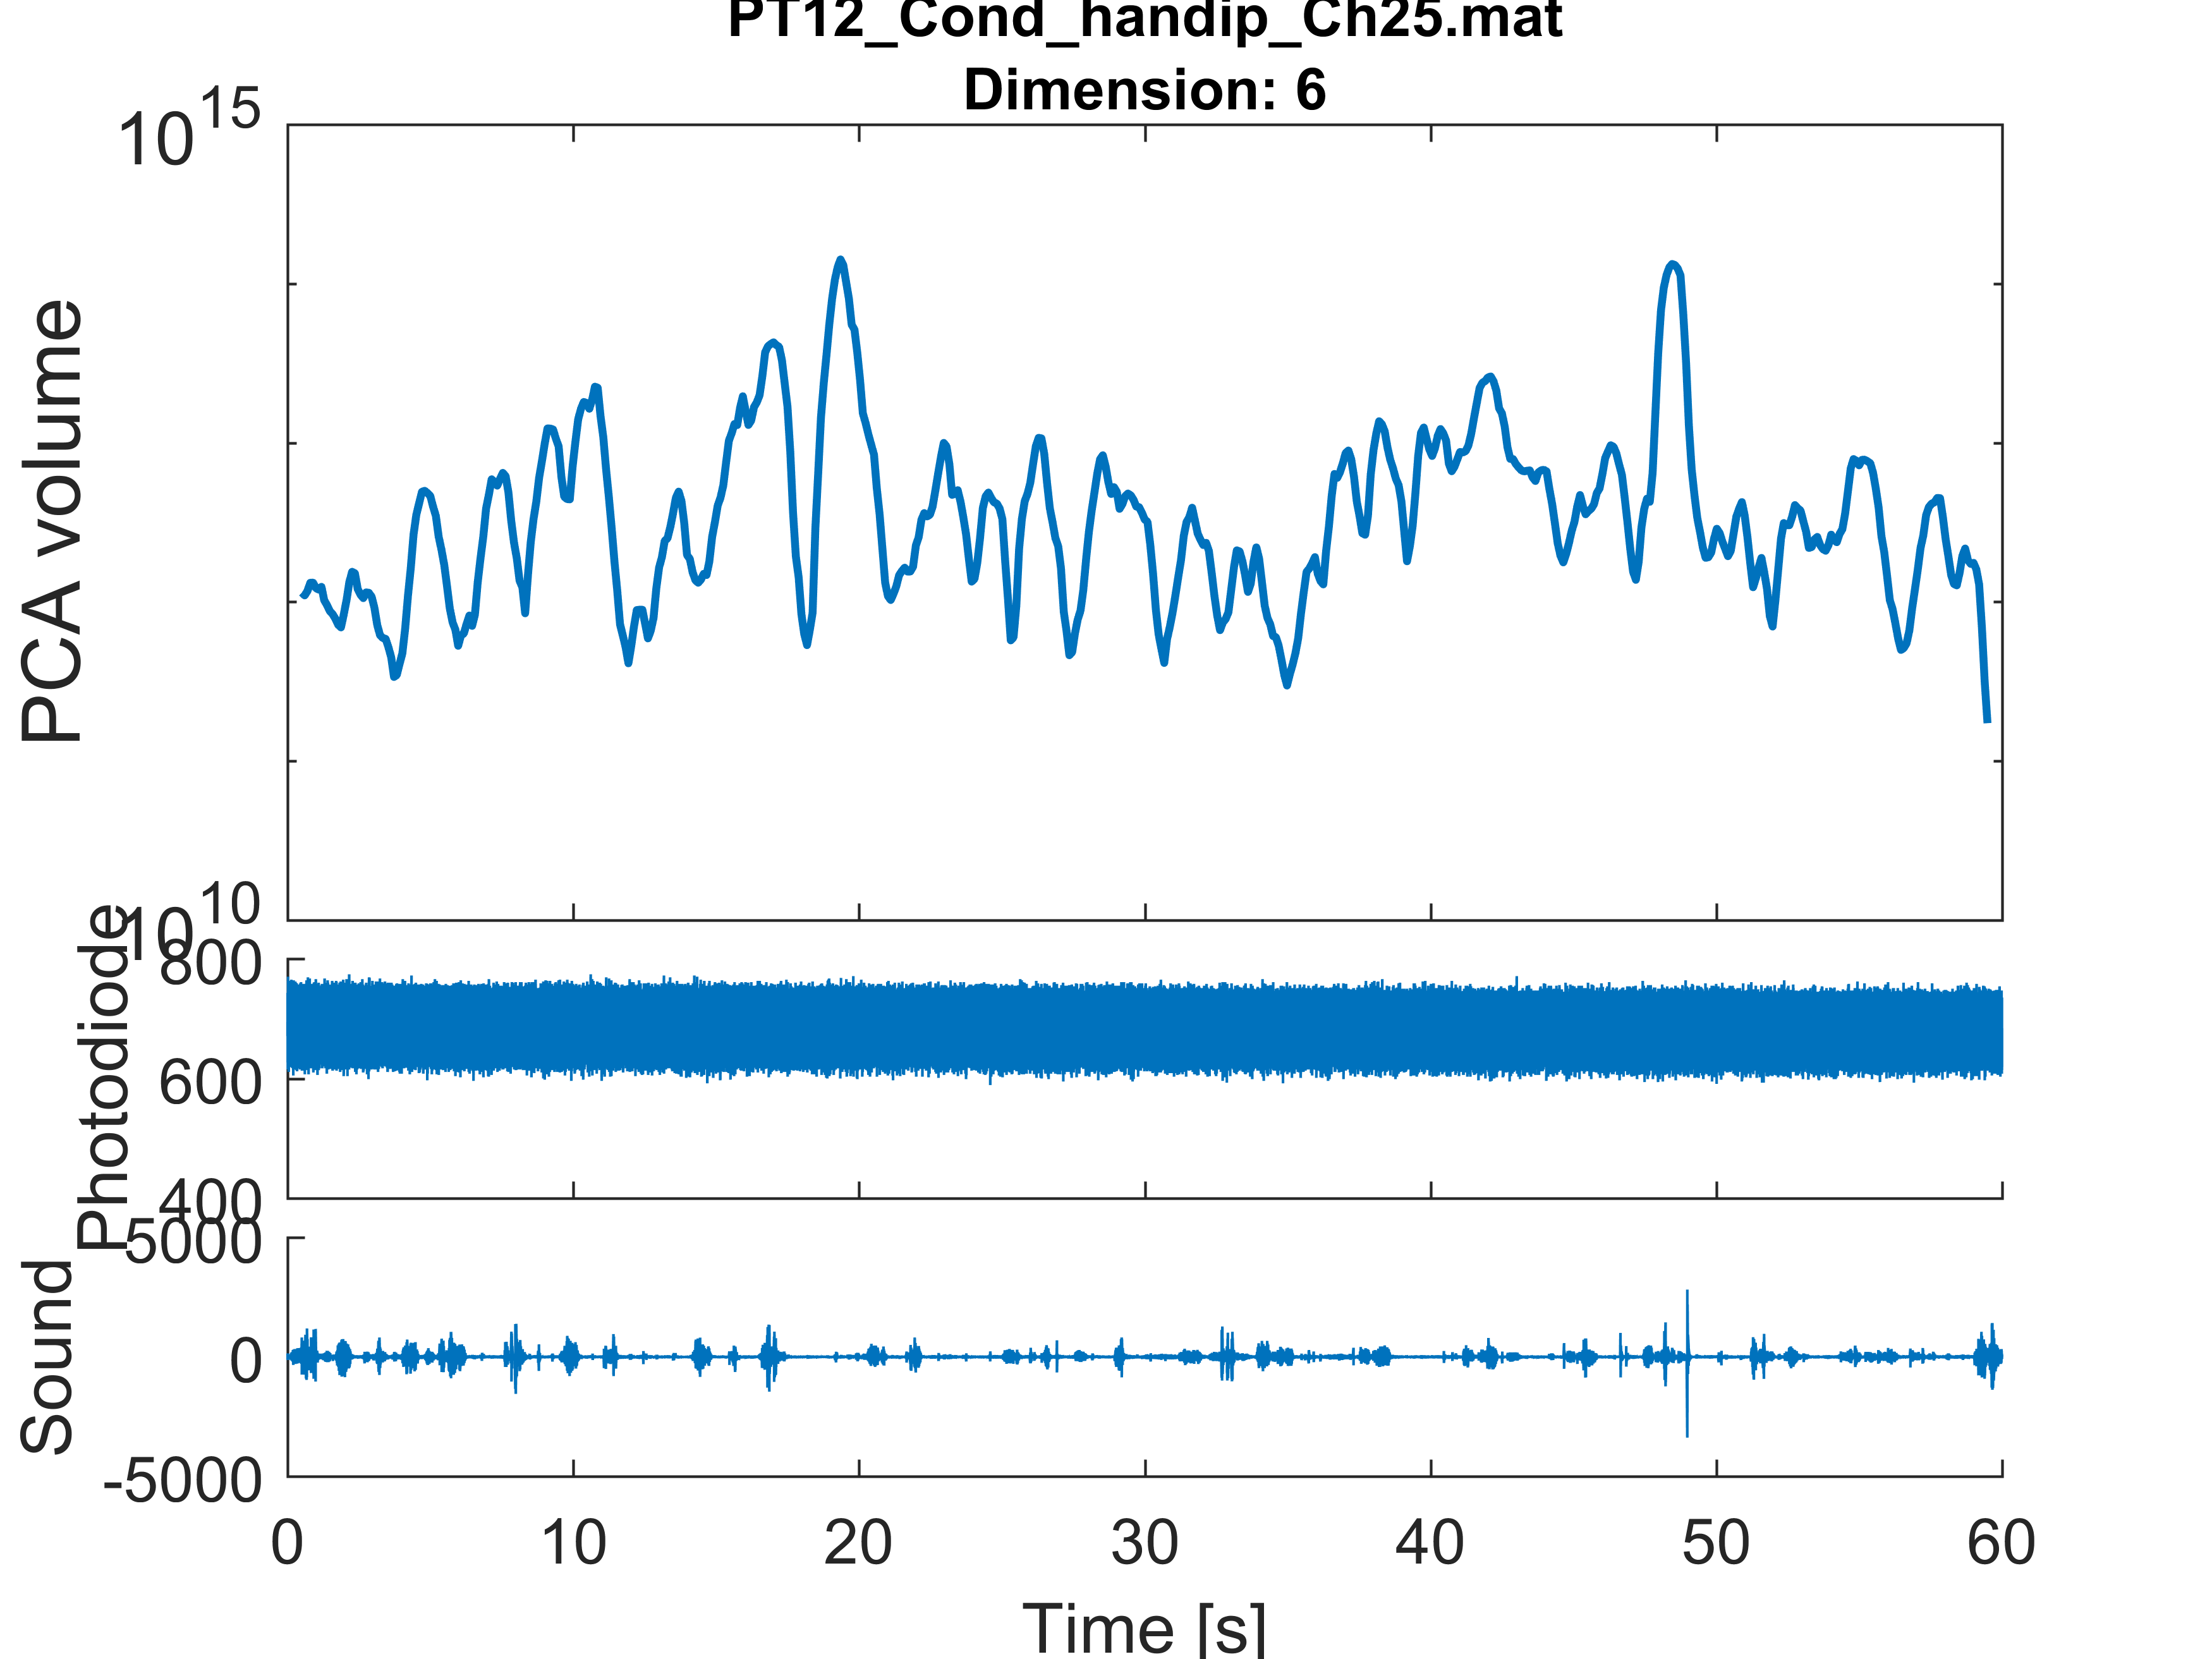 PT12_Cond_handip_Ch25.mat
Dimension: 6
10^15
PCA volume
10^10
800
Photodiode
600
400
5000
Sound
0
-5000
0 10 20 30 40 50 60
Time [s]